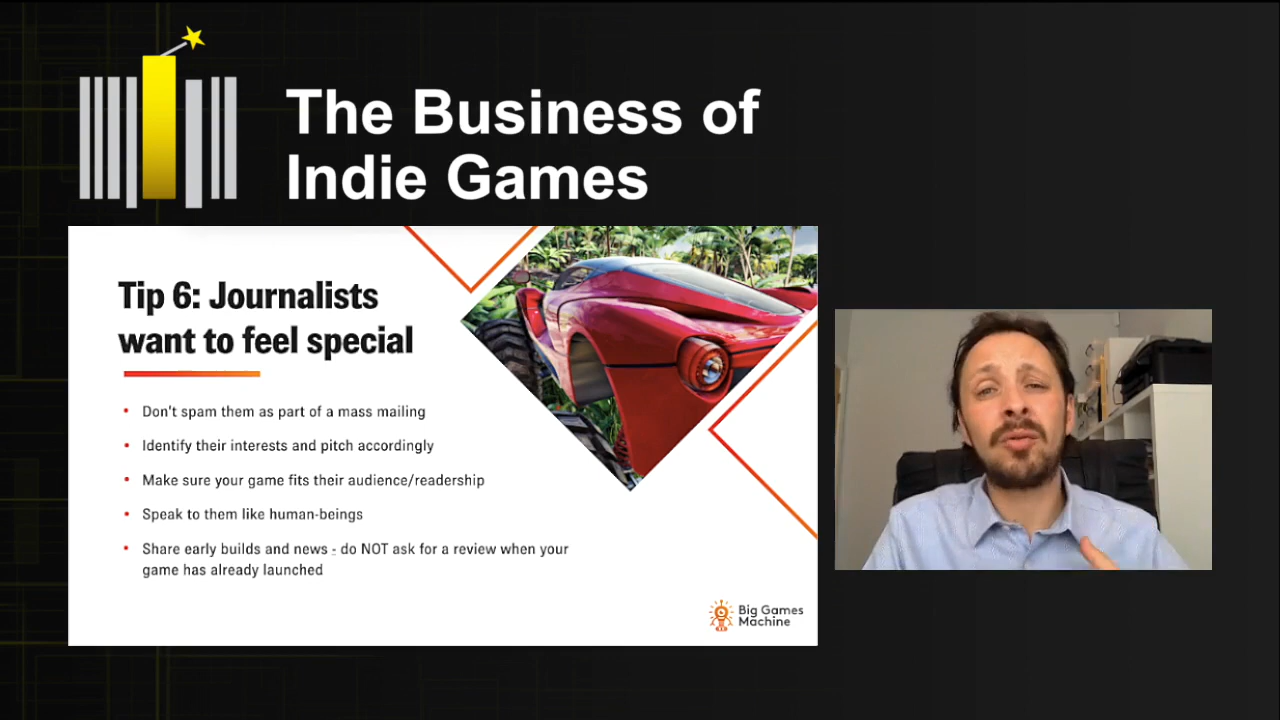 The Business of
Indie Games
Tip 6: Journalists
want to feel special
Don't spam them as part of a mass mailing
Identify their interests and pitch accordingly
Make sure your game fits their audience/readership
Speak to them like human-beings
Share early builds and news - do NOT ask for a review when your
game has already launched
Big Games
Machine